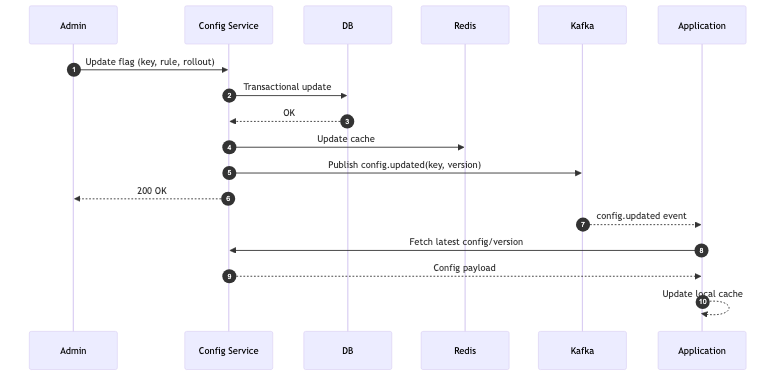 Admin
Config Service
DB
Redis
Kafka
Application
1 Update flag (key, rule, rollout)
2 Transactional update
OK 3
4 Update cache
5 Publish config.updated(key, version)
200 OK 6
7 config.updated event
Fetch latest config/version 8
9 Config payload
Update local cache
10
Admin
Config Service
DB
Redis
Kafka
Application